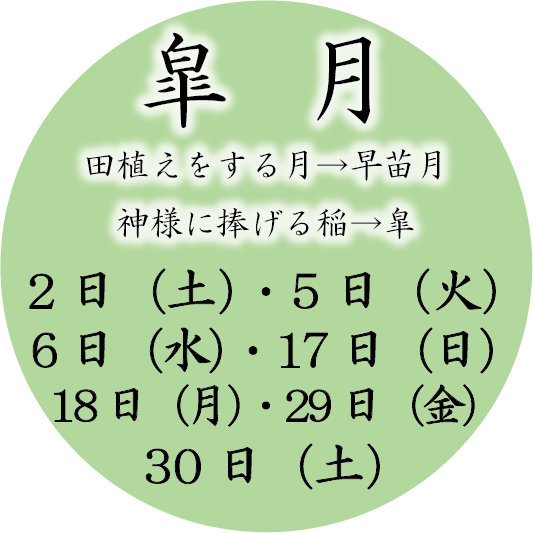 皐　月
田植えをする月→早苗月
神様に捧げる稲→皐
2日（土）・5日（火）
6日（水）・17日（日）
18日（月）・29日（金）
30日（土）